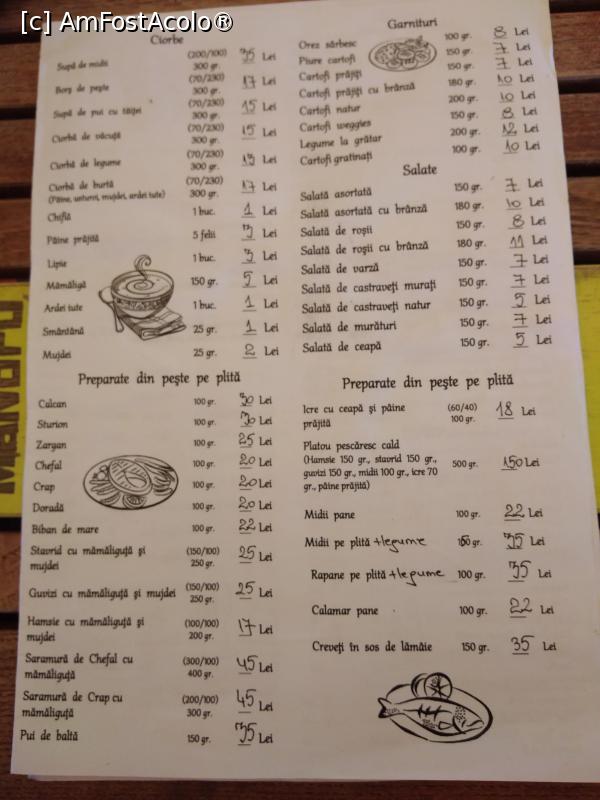 [c] AmFostAcolo®
Ciorbe
Supă de midii (200/100) 300 gr. 35 Lei
Borş de peşte (70/230) 300 gr. 17 Lei
Supă de pui cu tăiţei (70/230) 300 gr. 15 Lei
Ciorbă de văcuţă (70/230) 300 gr. 15 Lei
Ciorbă de legume (70/230) 300 gr. 13 Lei
Ciorbă de burtă (70/230) 300 gr. 17 Lei
(Pâine, untura, mujdei, ardei tute)
Chiflă 1 buc. 1 Lei
Pâine prăjită 5 felii 3 Lei
Lipie 1 buc. 3 Lei
Mămăligă 150 gr. 5 Lei
Ardei iute 1 buc. 1 Lei
Smântână 25 gr. 1 Lei
Mujdei 25 gr. 2 Lei
Preparate din peşte pe plită
Calcan 100 gr. 30 Lei
Sturion 100 gr. 30 Lei
Zargan 100 gr. 25 Lei
Chefal 100 gr. 20 Lei
Crap 100 gr. 20 Lei
Doradă 100 gr. 20 Lei
Biban de mare 100 gr. 22 Lei
Stavrid cu mămăliguţă şi (150/100) 25 Lei
mujdei 250 gr.
Guvizi cu mămăliguţă şi mujdei (150/100) 250 gr. 25 Lei
Hamsie cu mămăliguţă şi (100/100) 17 Lei
mujdei 200 gr.
Saramură de Chefal cu (300/100) 45 Lei
mămăliguţă 400 gr.
Saramură de Crap cu (200/100) 45 Lei
mămăliguţă 300 gr.
Pui de baltă 150 gr. 35 Lei
Garnituri
Orez sârbesc 100 gr. 8 Lei
Piure cartofi 150 gr. 7 Lei
Cartofi prăjiţi 150 gr. 7 Lei
Cartofi prăjiţi cu brânză 180 gr. 10 Lei
Cartofi natur 200 gr. 10 Lei
Cartofi weggies 150 gr. 8 Lei
Legume la grătar 200 gr. 12 Lei
Cartofi gratinaţi 100 gr. 10 Lei
Salate
Salată asortată 150 gr. 7 Lei
Salată asortată cu brânză 180 gr. 10 Lei
Salată de roşii 150 gr. 8 Lei
Salată de roşii cu brânză 180 gr. 11 Lei
Salată de varză 150 gr. 7 Lei
Salată de castraveţi muraţi 150 gr. 7 Lei
Salată de castraveţi natur 150 gr. 5 Lei
Salată de murături 150 gr. 7 Lei
Salată de ceapă 150 gr. 5 Lei
Preparate din peşte pe plită
Icre cu ceapă şi pâine (60/40) 18 Lei
prăjită 100 gr.
Platou pescăresc cald
(Hamsie 150 gr., stavrid 150 gr., 500 gr. 150 Lei
guvizi 150 gr., midii 100 gr., icre 70
gr., pâine prăjită)
Midii pane 100 gr. 22 Lei
Midii pe plită +legume 150 gr. 35 Lei
Rapane pe plită +legume 100 gr. 35 Lei
Calamar pane 100 gr. 22 Lei
Creveţi în sos de lămâie 150 gr. 35 Lei